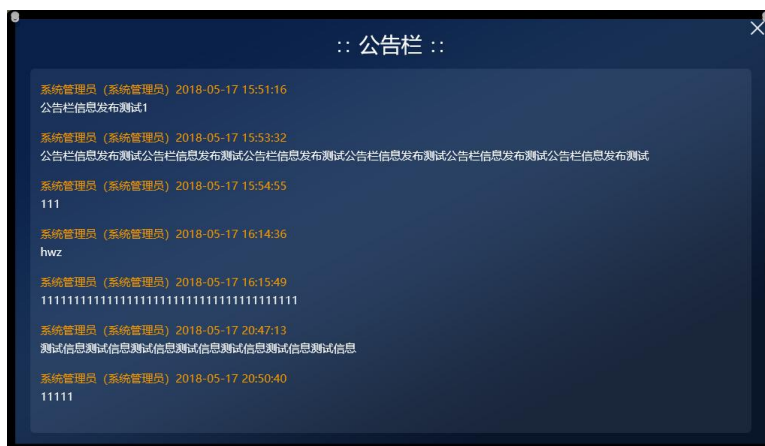 :: 公告栏 ::
系统管理员（系统管理员）2018-05-17 15:51:16
公告栏信息发布测试1
系统管理员（系统管理员）2018-05-17 15:53:32
公告栏信息发布测试公告栏信息发布测试公告栏信息发布测试公告栏信息发布测试公告栏信息发布测试公告栏信息发布测试
系统管理员（系统管理员）2018-05-17 15:54:55
111
系统管理员（系统管理员）2018-05-17 16:14:36
hwz
系统管理员（系统管理员）2018-05-17 16:15:49
1111111111111111111111111111111111111111
系统管理员（系统管理员）2018-05-17 20:47:13
测试信息测试信息测试信息测试信息测试信息测试信息测试信息
系统管理员（系统管理员）2018-05-17 20:50:40
11111